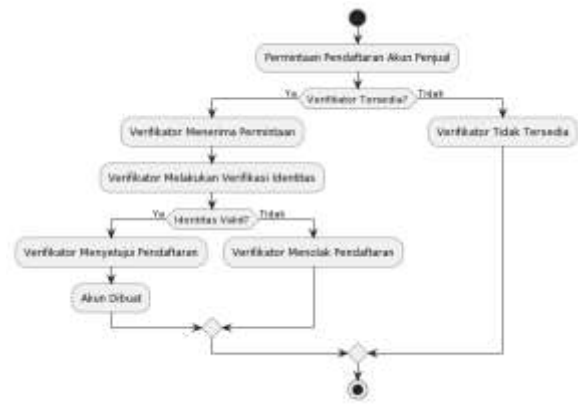 Permintaan Pendaftaran Akun Penjual
Ya
Verifikator Tersedia?
Tidak
Verifikator Menerima Permintaan
Verifikator Tidak Tersedia
Verifikator Melakukan Verifikasi Identitas
Ya
Identitas Valid?
Tidak
Verifikator Menyetujui Pendaftaran
Verifikator Menolak Pendaftaran
Akun Dibuat